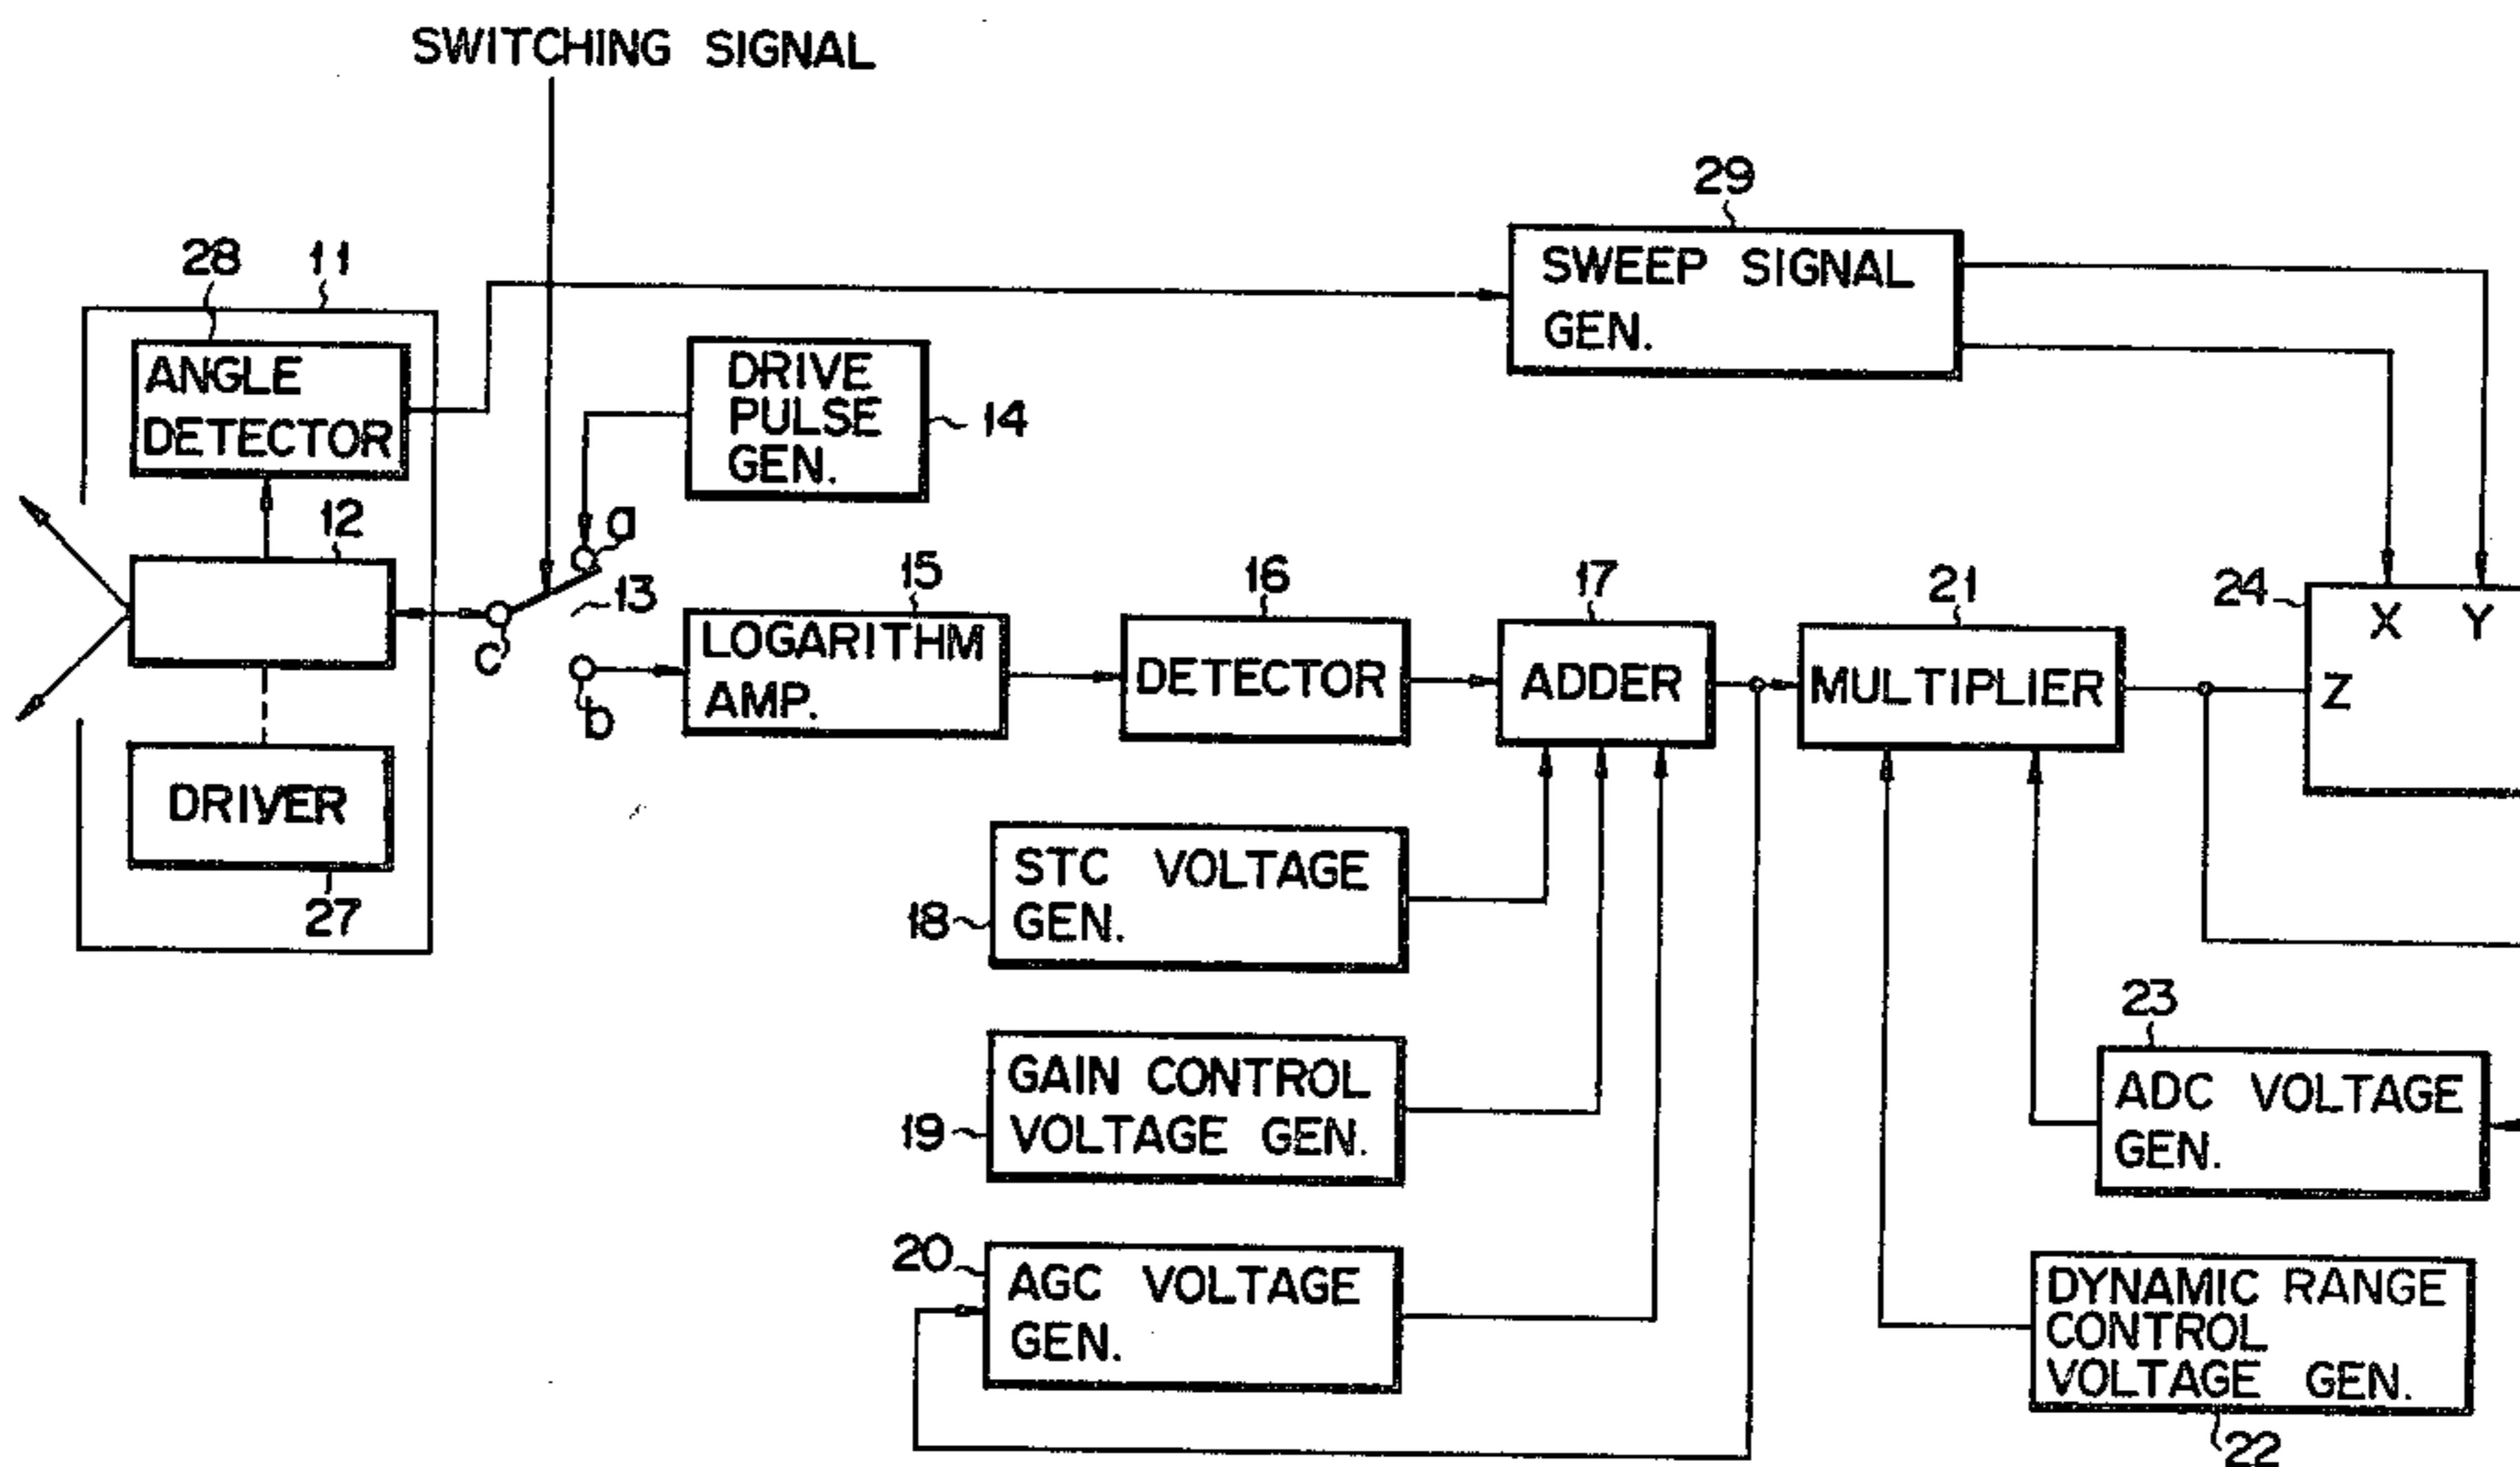 SWITCHING SIGNAL
29
SWEEP SIGNAL
GEN.
28
11
ANGLE
DETECTOR
DRIVE
PULSE
GEN.
14
12
a
13
c
b
15
LOGARITHM
AMP.
16
DETECTOR
17
ADDER
21
MULTIPLIER
24
X Y
Z
DRIVER
27
STC VOLTAGE
GEN.
18
GAIN CONTROL
VOLTAGE GEN.
19
20
AGC VOLTAGE
GEN.
23
ADC VOLTAGE
GEN.
DYNAMIC RANGE
CONTROL
VOLTAGE GEN.
22